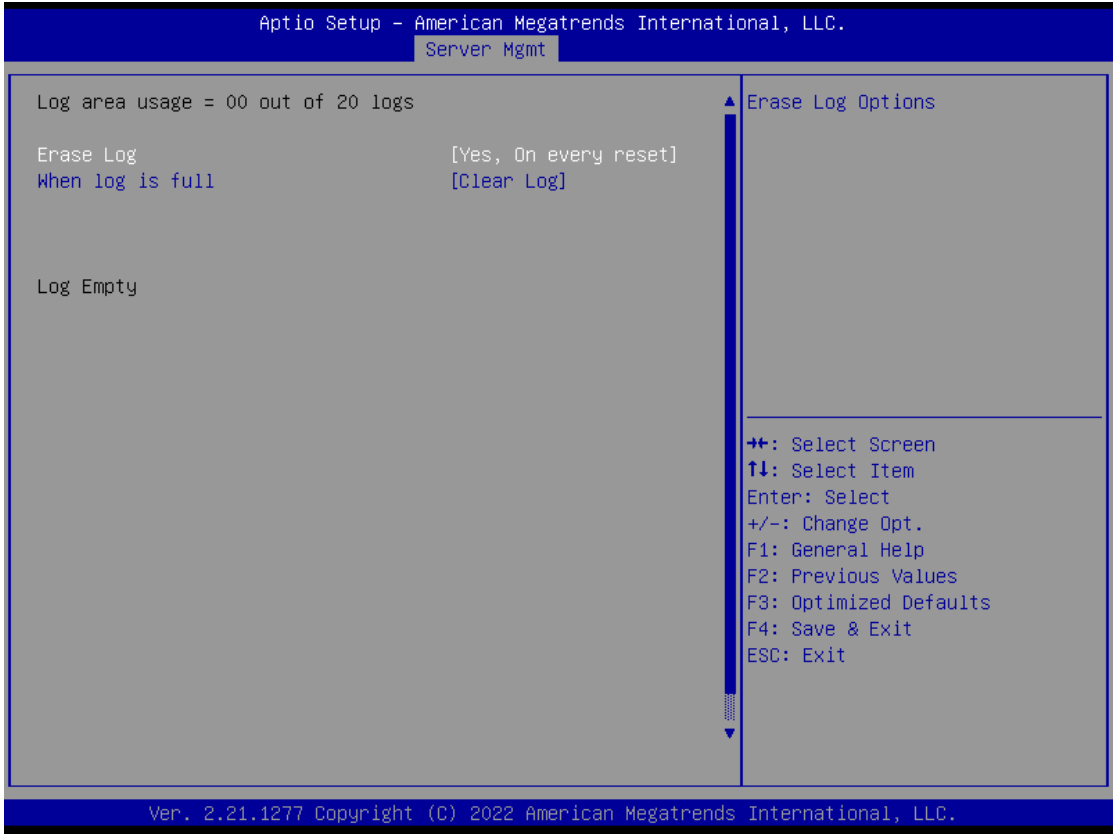 Aptio Setup – American Megatrends International, LLC.
Server Mgmt
Log area usage = 00 out of 20 logs
Erase Log [Yes, On every reset]
When log is full [Clear Log]
Log Empty
Erase Log Options
→←: Select Screen
↑↓: Select Item
Enter: Select
+/-: Change Opt.
F1: General Help
F2: Previous Values
F3: Optimized Defaults
F4: Save & Exit
ESC: Exit
Ver. 2.21.1277 Copyright (C) 2022 American Megatrends International, LLC.